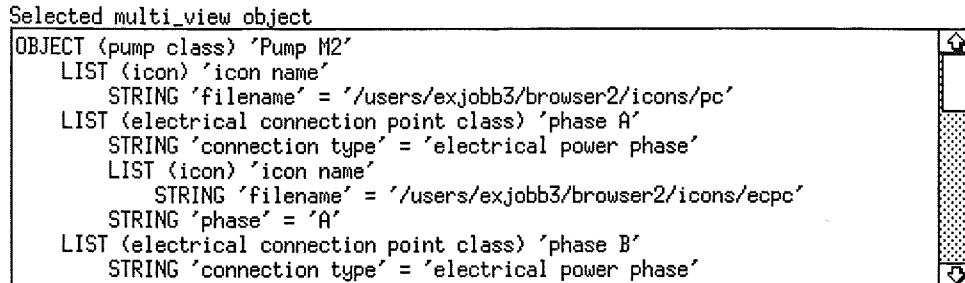 Selected multi_view object
OBJECT (pump class) 'Pump M2'
LIST (icon) 'icon name'
STRING 'filename' = '/users/exjobb3/browser2/icons/pc'
LIST (electrical connection point class) 'phase A'
STRING 'connection type' = 'electrical power phase'
LIST (icon) 'icon name'
STRING 'filename' = '/users/exjobb3/browser2/icons/ecpc'
STRING 'phase' = 'A'
LIST (electrical connection point class) 'phase B'
STRING 'connection type' = 'electrical power phase'